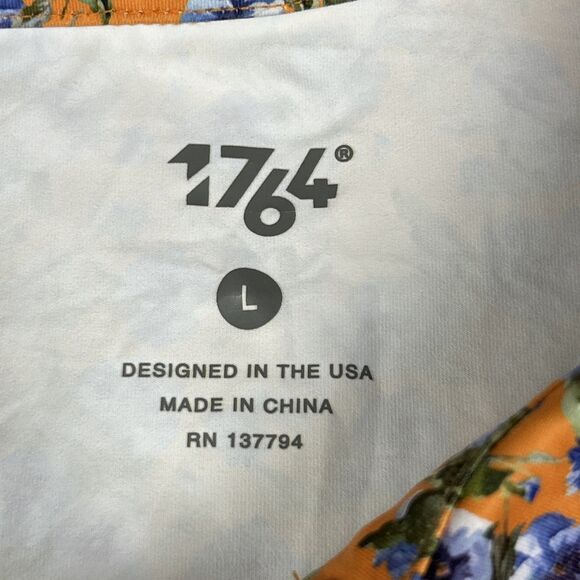 1764®
L
DESIGNED IN THE USA
MADE IN CHINA
RN 137794